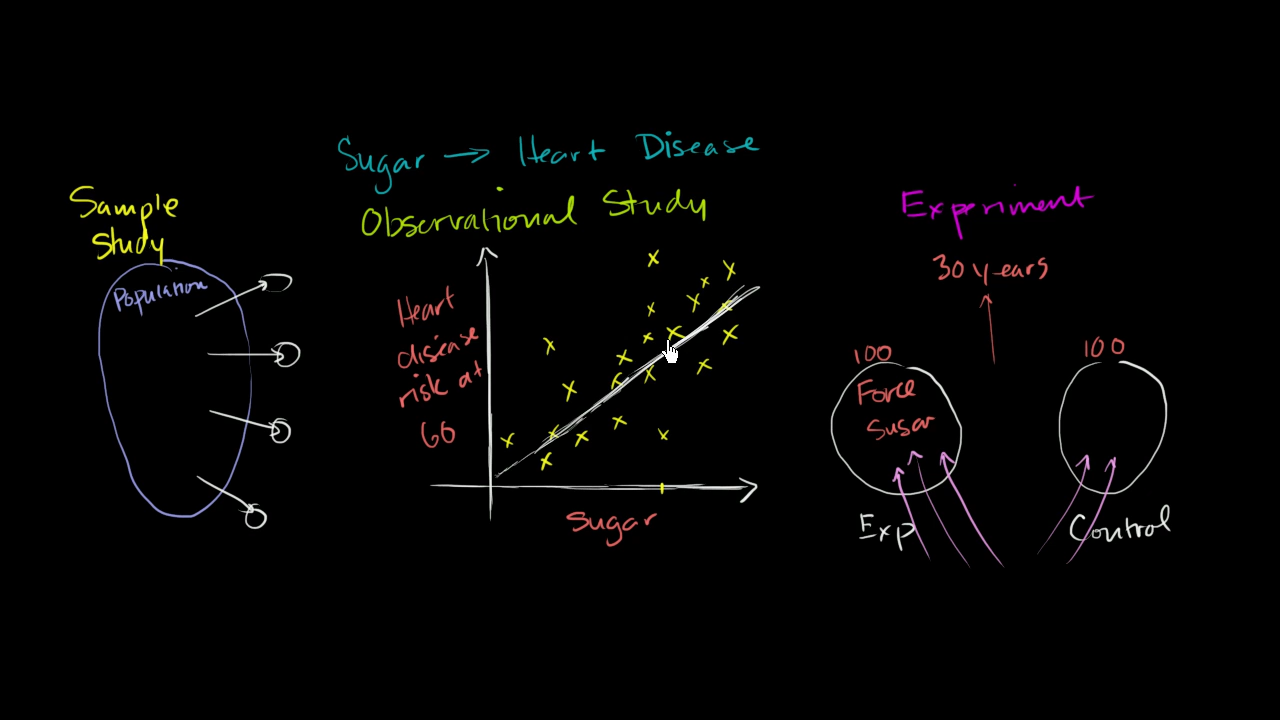 Sugar → Heart Disease
Sample
Study
Population
Observational Study
Heart
disease
risk at
60
Sugar
Experiment
30 years
100
Force
Sugar
Exp
100
Control